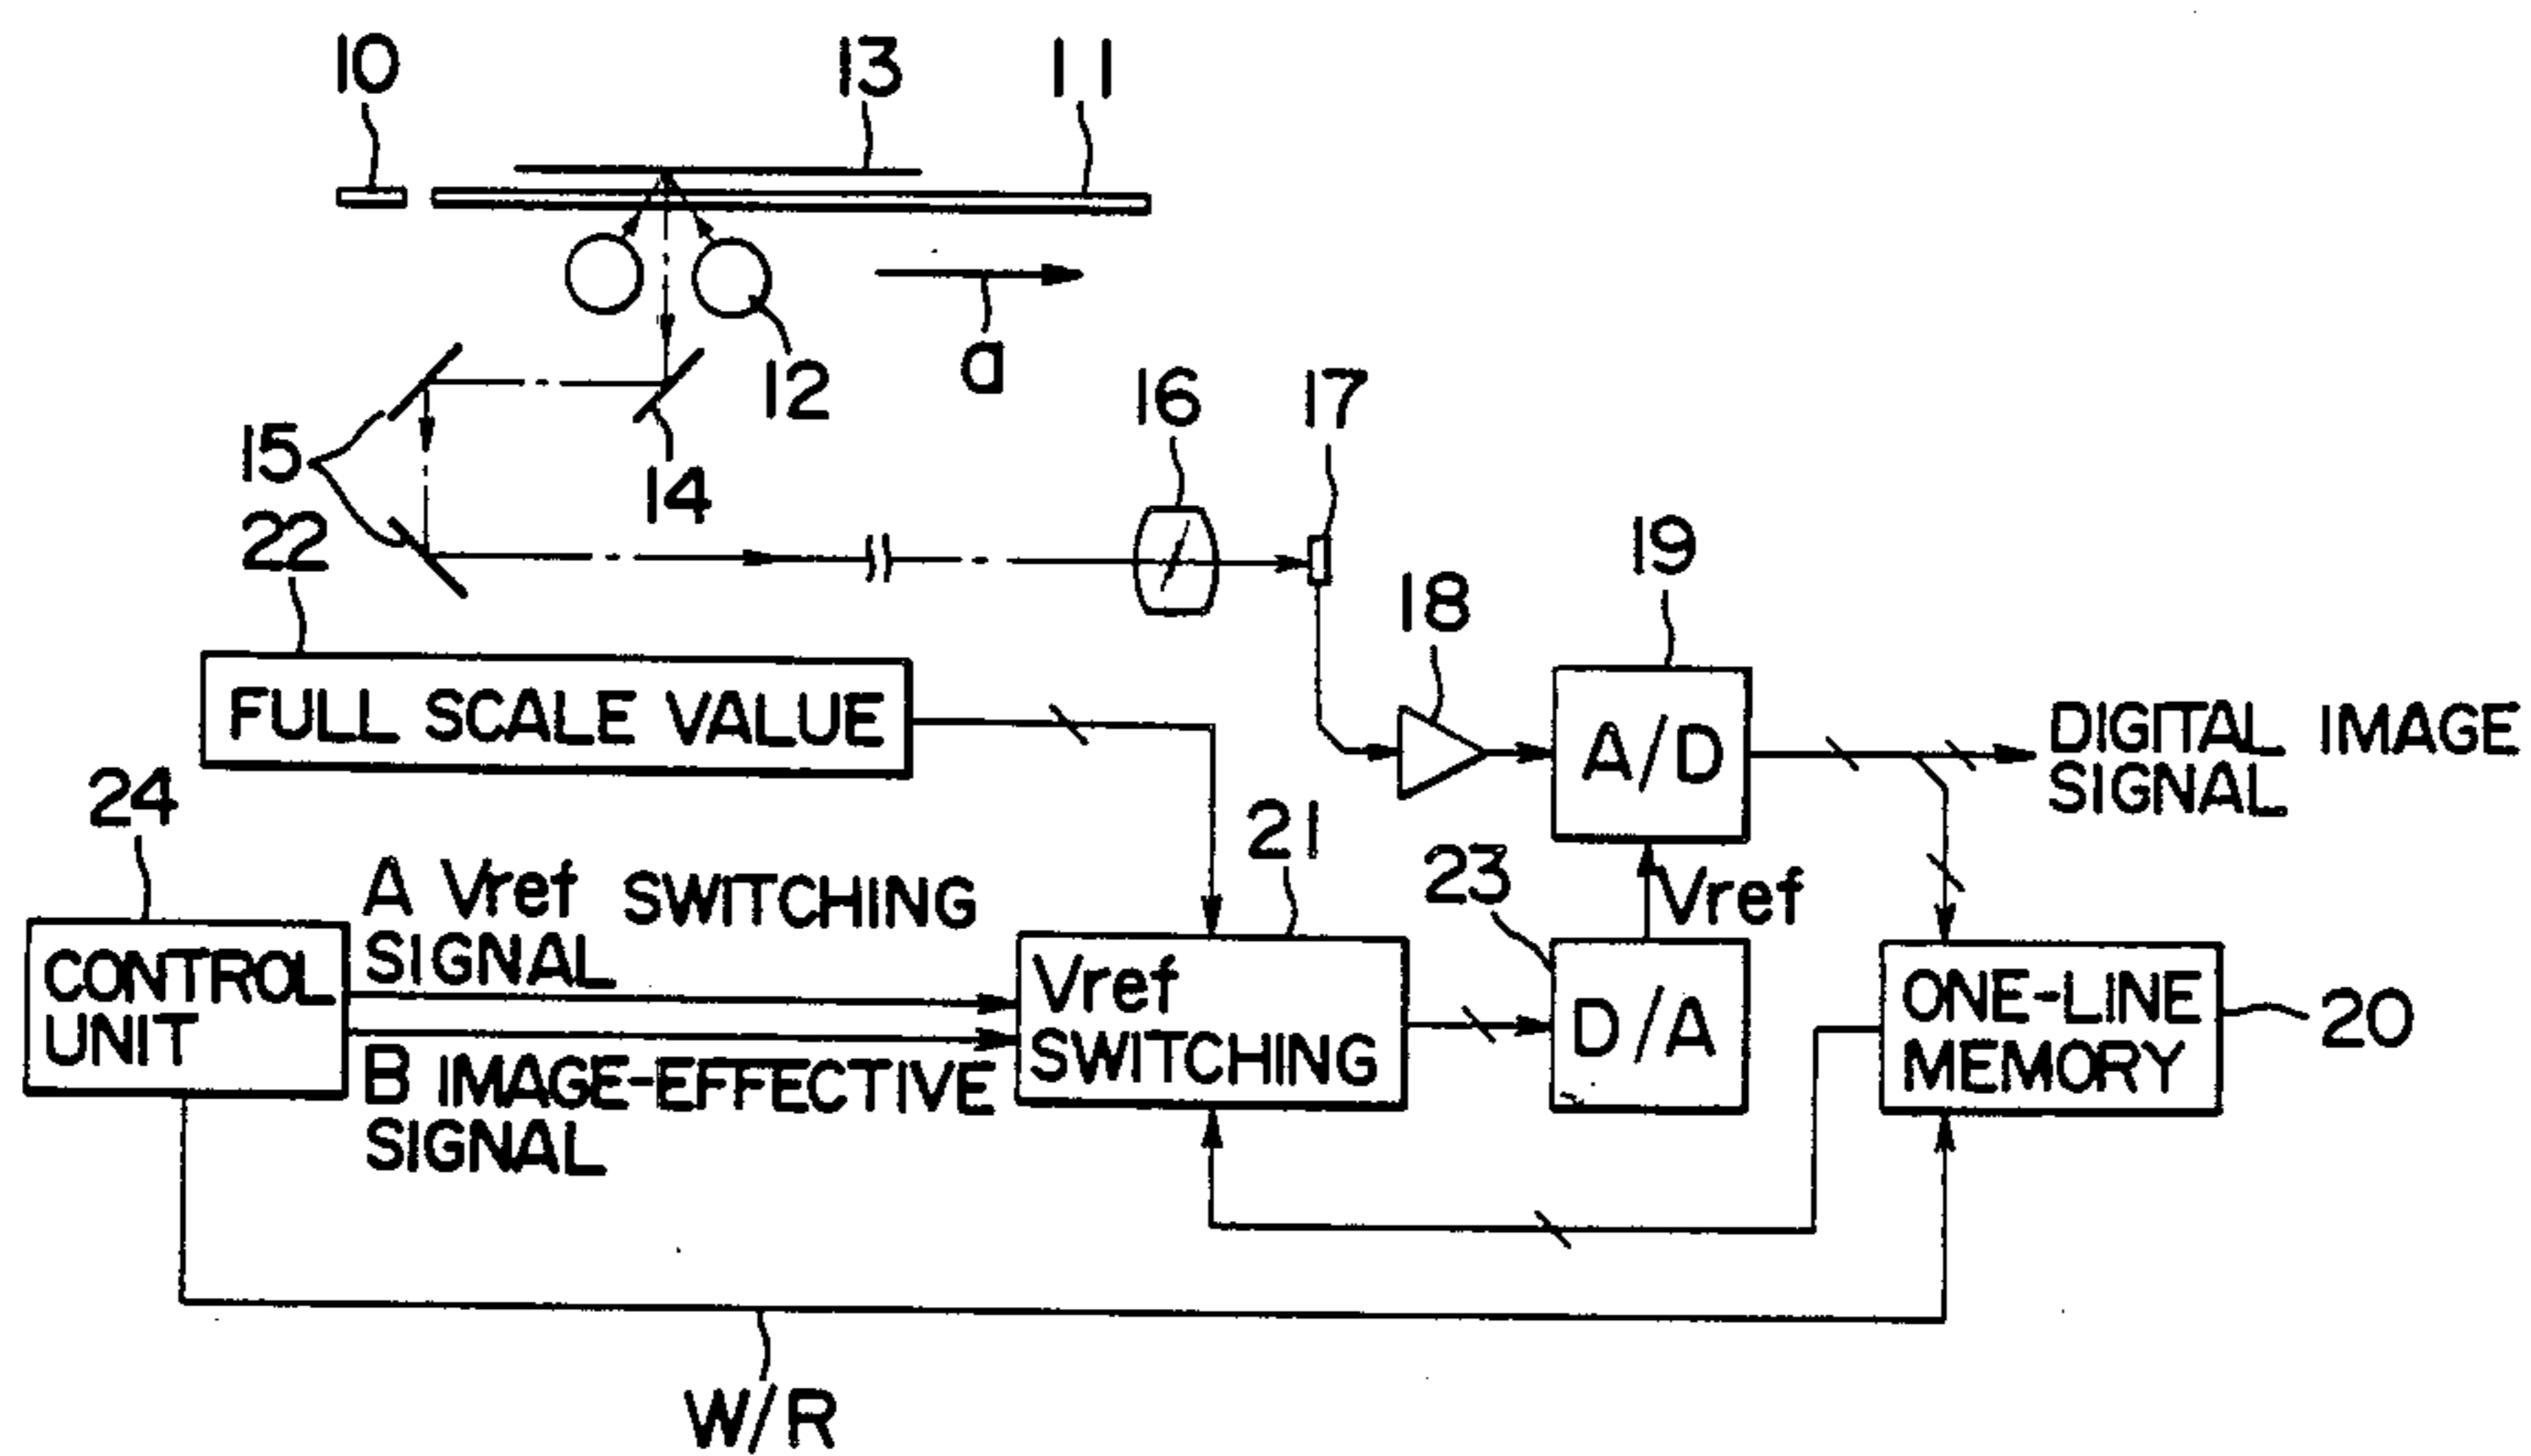 10
13
11
12
a
14
15
16
17
18
19
22
FULL SCALE VALUE
A/D
DIGITAL IMAGE
SIGNAL
24
21
23
Vref
A Vref SWITCHING
SIGNAL
CONTROL
UNIT
Vref
SWITCHING
D/A
ONE-LINE
MEMORY
20
B IMAGE-EFFECTIVE
SIGNAL
W/R